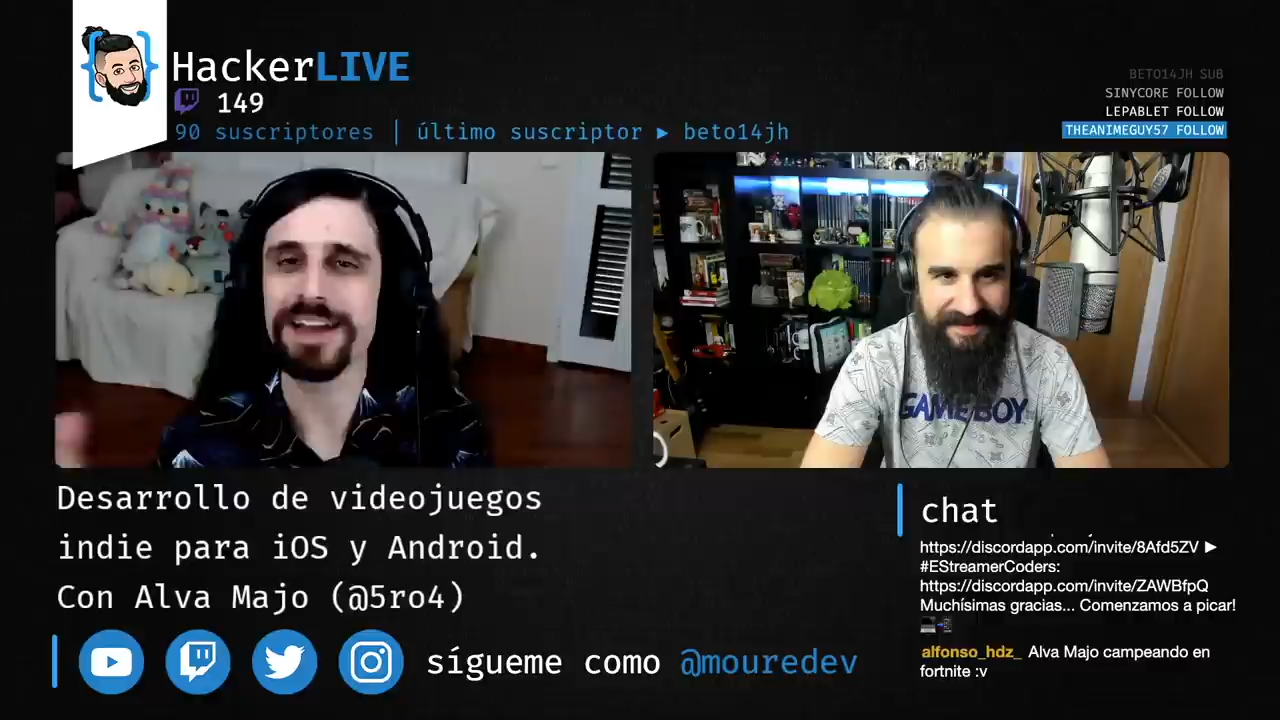 HackerLIVE
149
90 suscriptores | último suscriptor ▸ beto14jh
BETO14JH SUB
SINYCORE FOLLOW
LEPABLET FOLLOW
THEANIMEGUY57 FOLLOW
GAME BOY
Desarrollo de videojuegos
indie para iOS y Android.
Con Alva Majo (@5ro4)
sígueme como @mouredev
chat
https://discordapp.com/invite/8Afd5ZV ▶
#EStreamerCoders:
https://discordapp.com/invite/ZAWBfpQ
Muchísimas gracias... Comenzamos a picar!
alfonso_hdz_ Alva Majo campeando en
fortnite :v